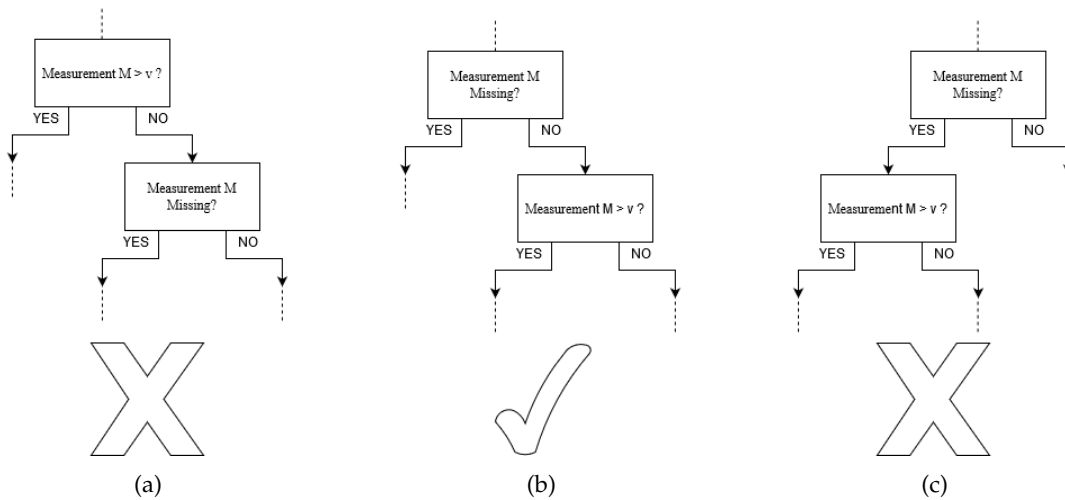 Measurement M > v ?
YES
NO
Measurement M
Missing?
YES
NO
(a)
Measurement M
Missing?
YES
NO
Measurement M > v ?
YES
NO
(b)
Measurement M
Missing?
YES
NO
Measurement M > v ?
YES
NO
(c)